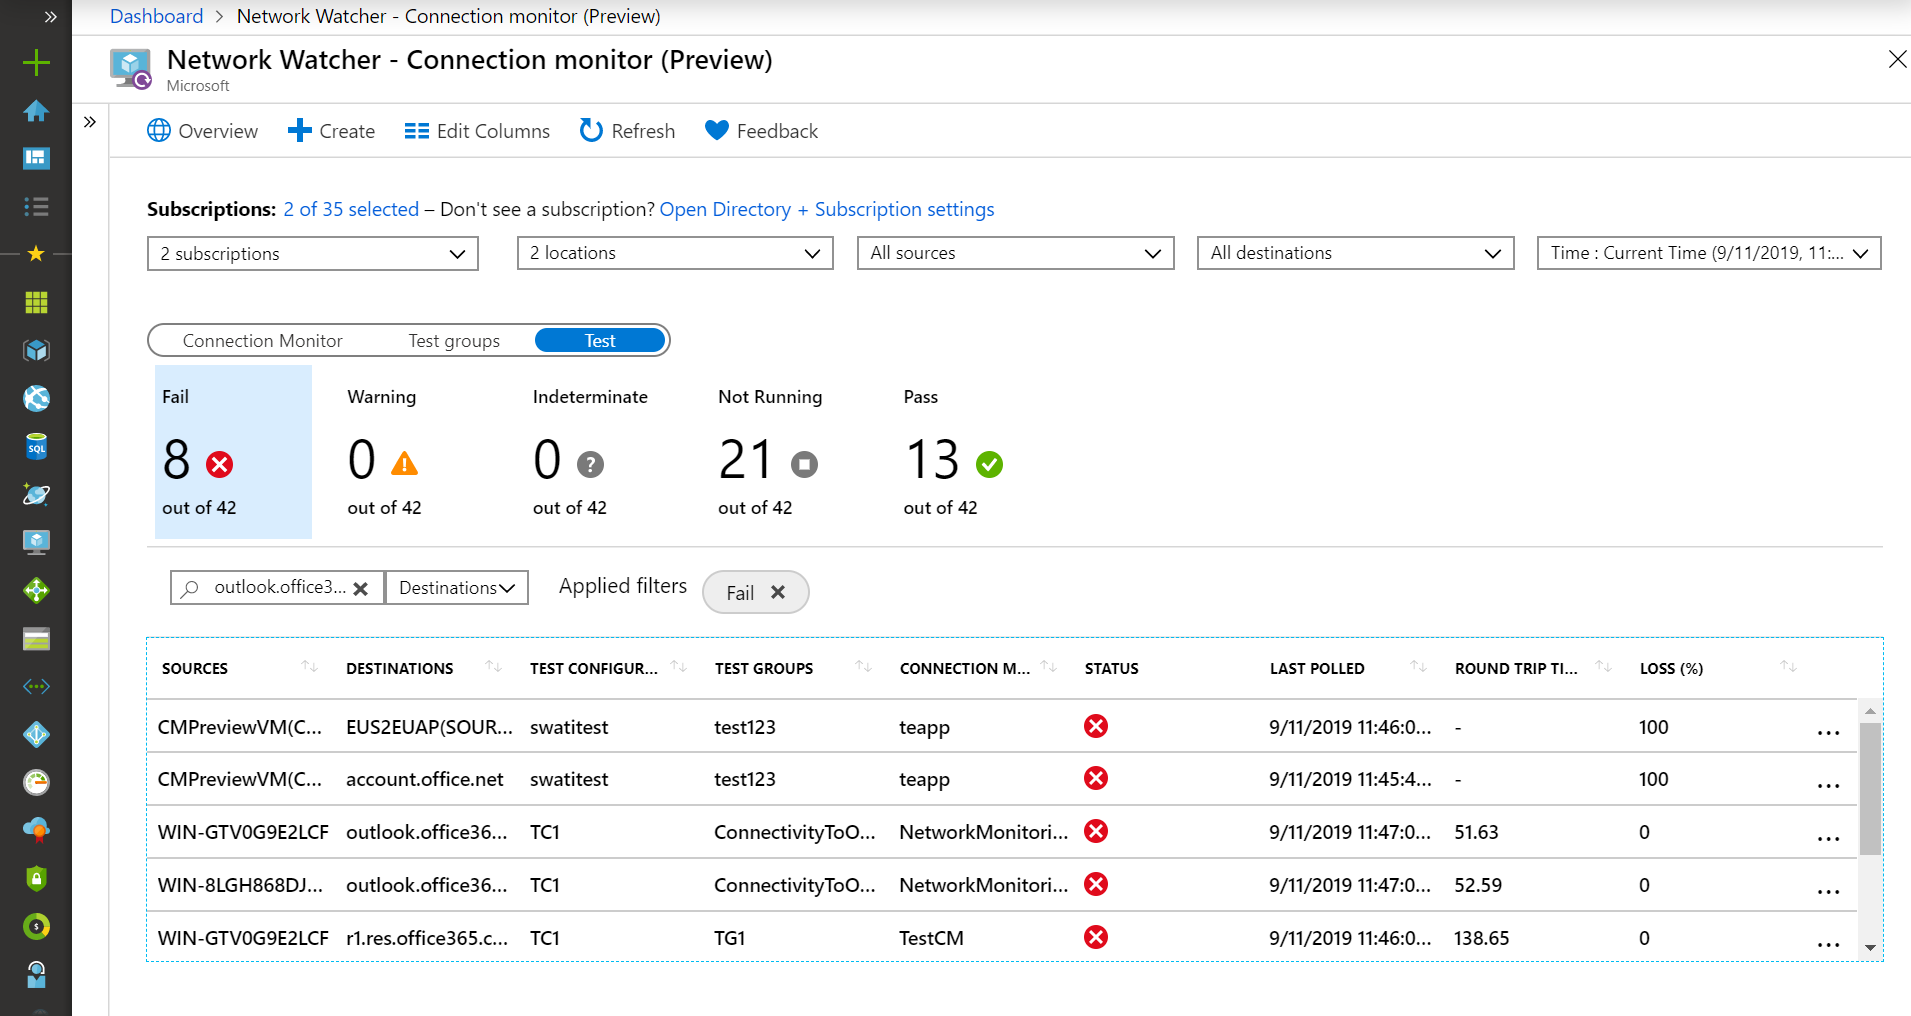 Dashboard > Network Watcher - Connection monitor (Preview)
Network Watcher - Connection monitor (Preview)
Microsoft
Overview Create Edit Columns Refresh Feedback
Subscriptions: 2 of 35 selected – Don't see a subscription? Open Directory + Subscription settings
2 subscriptions 2 locations All sources All destinations Time : Current Time (9/11/2019, 11:...
Connection Monitor Test groups Test
Fail Warning Indeterminate Not Running Pass
8 0 0 21 13
out of 42 out of 42 out of 42 out of 42 out of 42
outlook.office3... Destinations Applied filters Fail
SOURCES DESTINATIONS TEST CONFIGUR... TEST GROUPS CONNECTION M... STATUS LAST POLLED ROUND TRIP TI... LOSS (%)
CMPreviewVM(C... EUS2EUAP(SOUR... swatitest test123 teapp 9/11/2019 11:46:0... - 100 ...
CMPreviewVM(C... account.office.net swatitest test123 teapp 9/11/2019 11:45:4... - 100 ...
WIN-GTV0G9E2LCF outlook.office36... TC1 ConnectivityToO... NetworkMonitori... 9/11/2019 11:47:0... 51.63 0 ...
WIN-8LGH868DJ... outlook.office36... TC1 ConnectivityToO... NetworkMonitori... 9/11/2019 11:47:0... 52.59 0 ...
WIN-GTV0G9E2LCF r1.res.office365.c... TC1 TG1 TestCM 9/11/2019 11:46:0... 138.65 0 ...
SQL